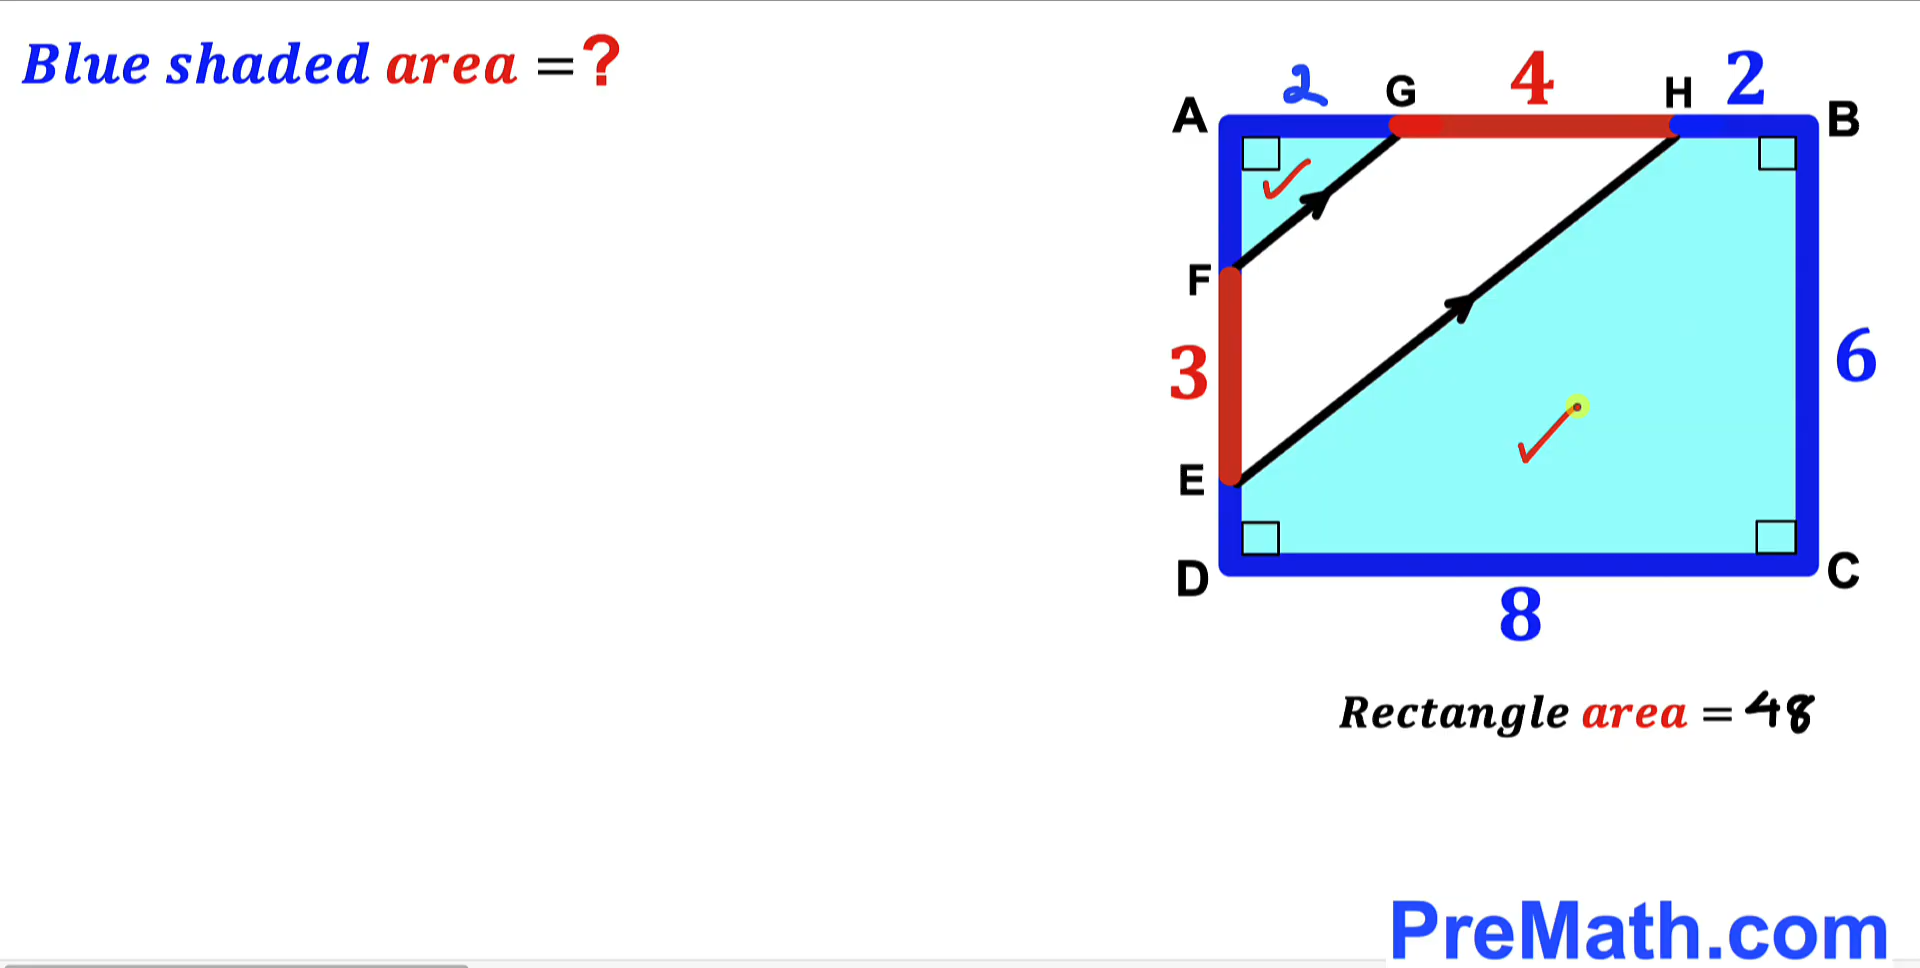 Blue shaded area = ?
2 G 4 H 2
A B
F
3 6
E
D C
8
Rectangle area = 48
PreMath.com